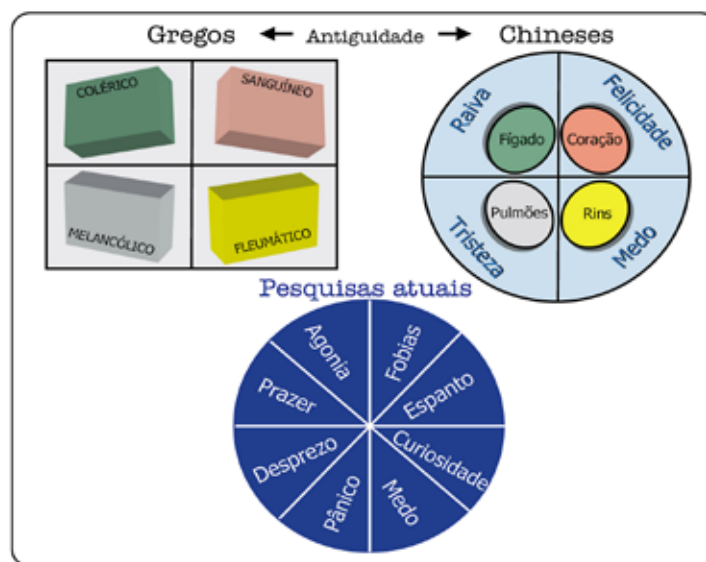 Gregos ← Antiguidade → Chineses
COLÉRICO
SANGUÍNEO
MELANCÓLICO
FLEUMÁTICO
Raiva
Felicidade
Fígado
Coração
Pulmões
Rins
Tristeza
Medo
Pesquisas atuais
Agonia
Fobias
Prazer
Espanto
Desprezo
Curiosidade
Pânico
Medo